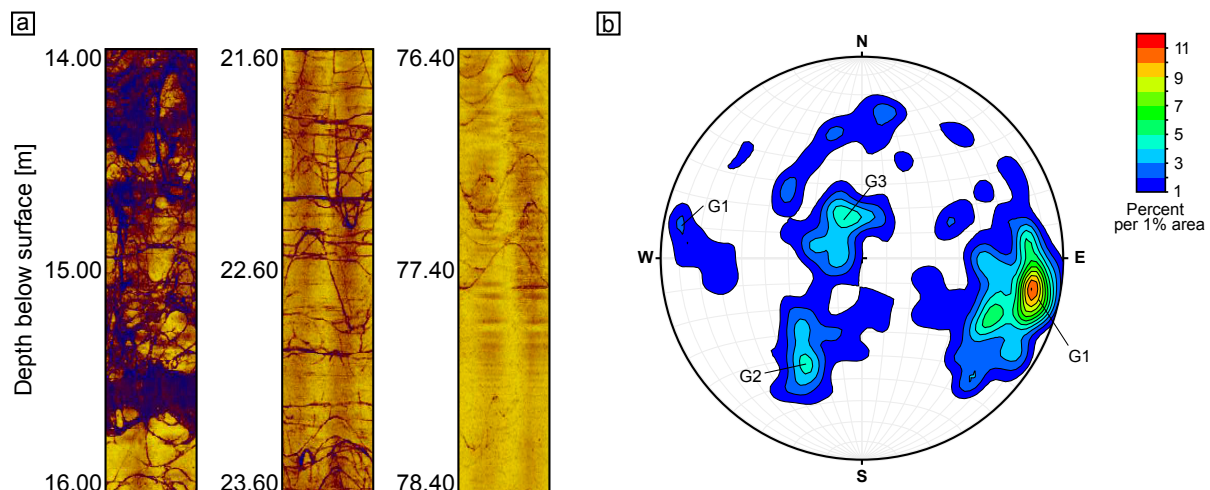 a
Depth below surface [m]
14.00
15.00
16.00
21.60
22.60
23.60
76.40
77.40
78.40
b
N
W
E
S
G1
G3
G2
G1
11
9
7
5
3
1
Percent
per 1% area